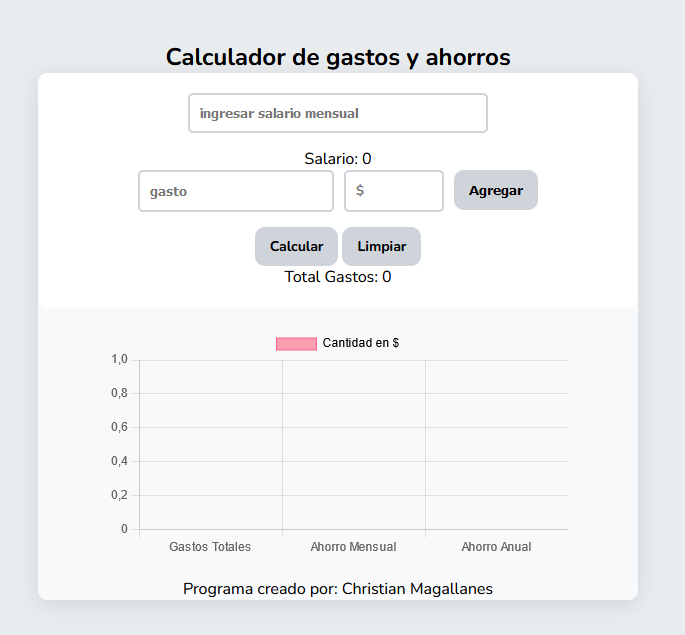 Calculador de gastos y ahorros
ingresar salario mensual
Salario: 0
gasto $ Agregar
Calcular Limpiar
Total Gastos: 0
Cantidad en $
1,0
0,8
0,6
0,4
0,2
0
Gastos Totales Ahorro Mensual Ahorro Anual
Programa creado por: Christian Magallanes